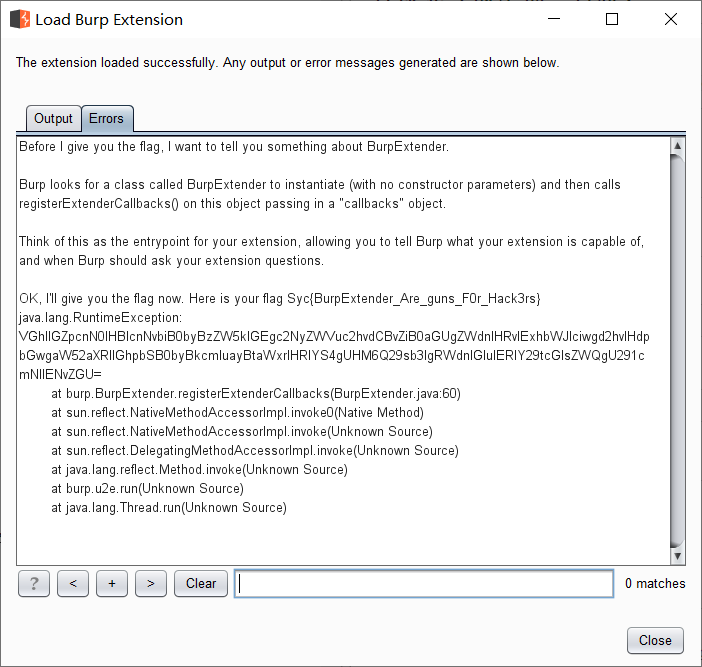 Load Burp Extension
The extension loaded successfully. Any output or error messages generated are shown below.
Output Errors
Before I give you the flag, I want to tell you something about BurpExtender.
Burp looks for a class called BurpExtender to instantiate (with no constructor parameters) and then calls
registerExtenderCallbacks() on this object passing in a "callbacks" object.
Think of this as the entrypoint for your extension, allowing you to tell Burp what your extension is capable of,
and when Burp should ask your extension questions.
OK, I'll give you the flag now. Here is your flag Syc{BurpExtender_Are_guns_F0r_Hack3rs}
java.lang.RuntimeException:
VGhlIGZpcnN0IHBlcnNvbiB0byBzZW5kIGEgc2NyZWVuc2hvdCBvZiB0aGUgZWdnIHRvIExhbWJlciwgd2hvIHdp
bGwgaW52aXRlIGhpbSB0byBkcmluayBtaWxrIHRlYS4gUHM6Q29sb3IgRWdnIGluIERlY29tcGlsZWQgU291c
mNlIENvZGU=
at burp.BurpExtender.registerExtenderCallbacks(BurpExtender.java:60)
at sun.reflect.NativeMethodAccessorImpl.invoke0(Native Method)
at sun.reflect.NativeMethodAccessorImpl.invoke(Unknown Source)
at sun.reflect.DelegatingMethodAccessorImpl.invoke(Unknown Source)
at java.lang.reflect.Method.invoke(Unknown Source)
at burp.u2e.run(Unknown Source)
at java.lang.Thread.run(Unknown Source)
? < + > Clear 0 matches
Close